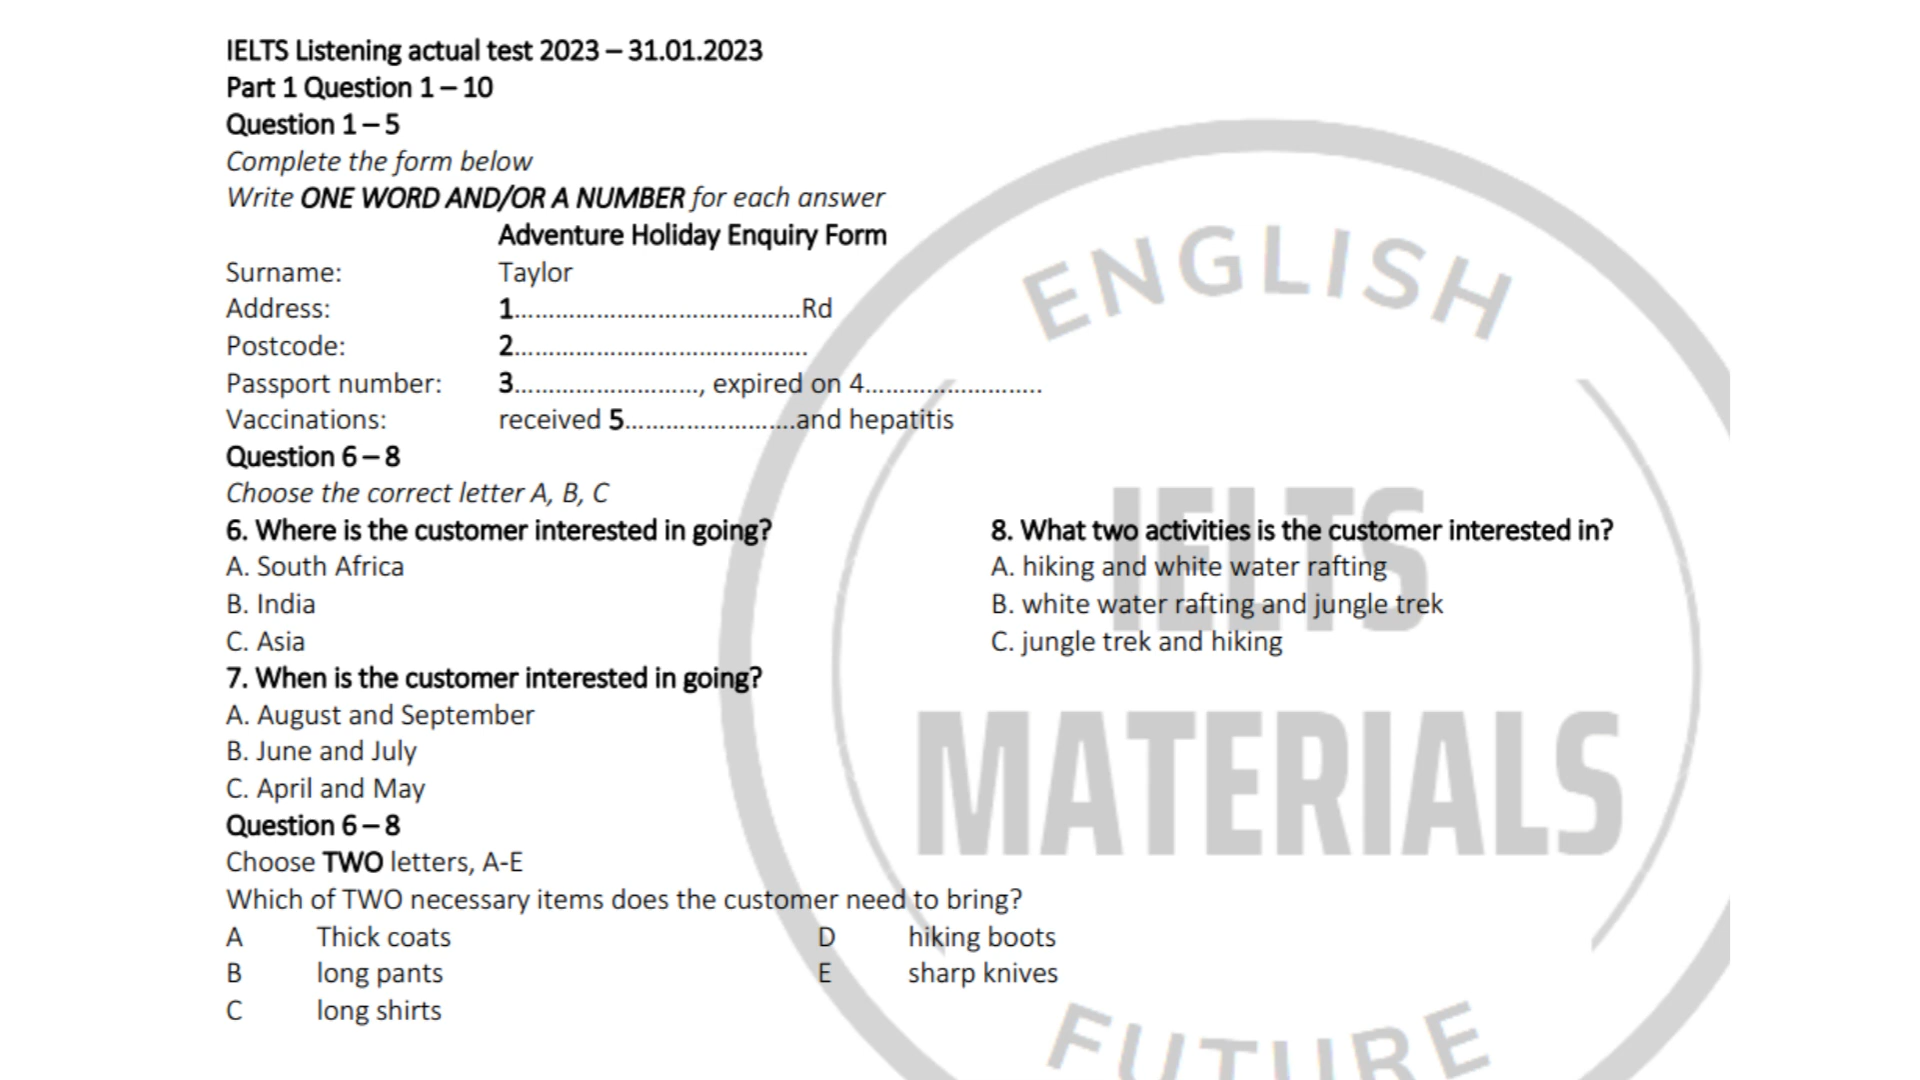 IELTS Listening actual test 2023 – 31.01.2023
Part 1 Question 1 – 10
Question 1 – 5
Complete the form below
Write ONE WORD AND/OR A NUMBER for each answer
Adventure Holiday Enquiry Form
Surname: Taylor
Address: 1..........................................Rd
Postcode: 2...........................................
Passport number: 3..........................., expired on 4..........................
Vaccinations: received 5.........................and hepatitis
Question 6 – 8
Choose the correct letter A, B, C
6. Where is the customer interested in going?
A. South Africa
B. India
C. Asia
7. When is the customer interested in going?
A. August and September
B. June and July
C. April and May
8. What two activities is the customer interested in?
A. hiking and white water rafting
B. white water rafting and jungle trek
C. jungle trek and hiking
Question 6 – 8
Choose TWO letters, A-E
Which of TWO necessary items does the customer need to bring?
A Thick coats
B long pants
C long shirts
D hiking boots
E sharp knives
ENGLISH
IELTS
MATERIALS
FUTURE